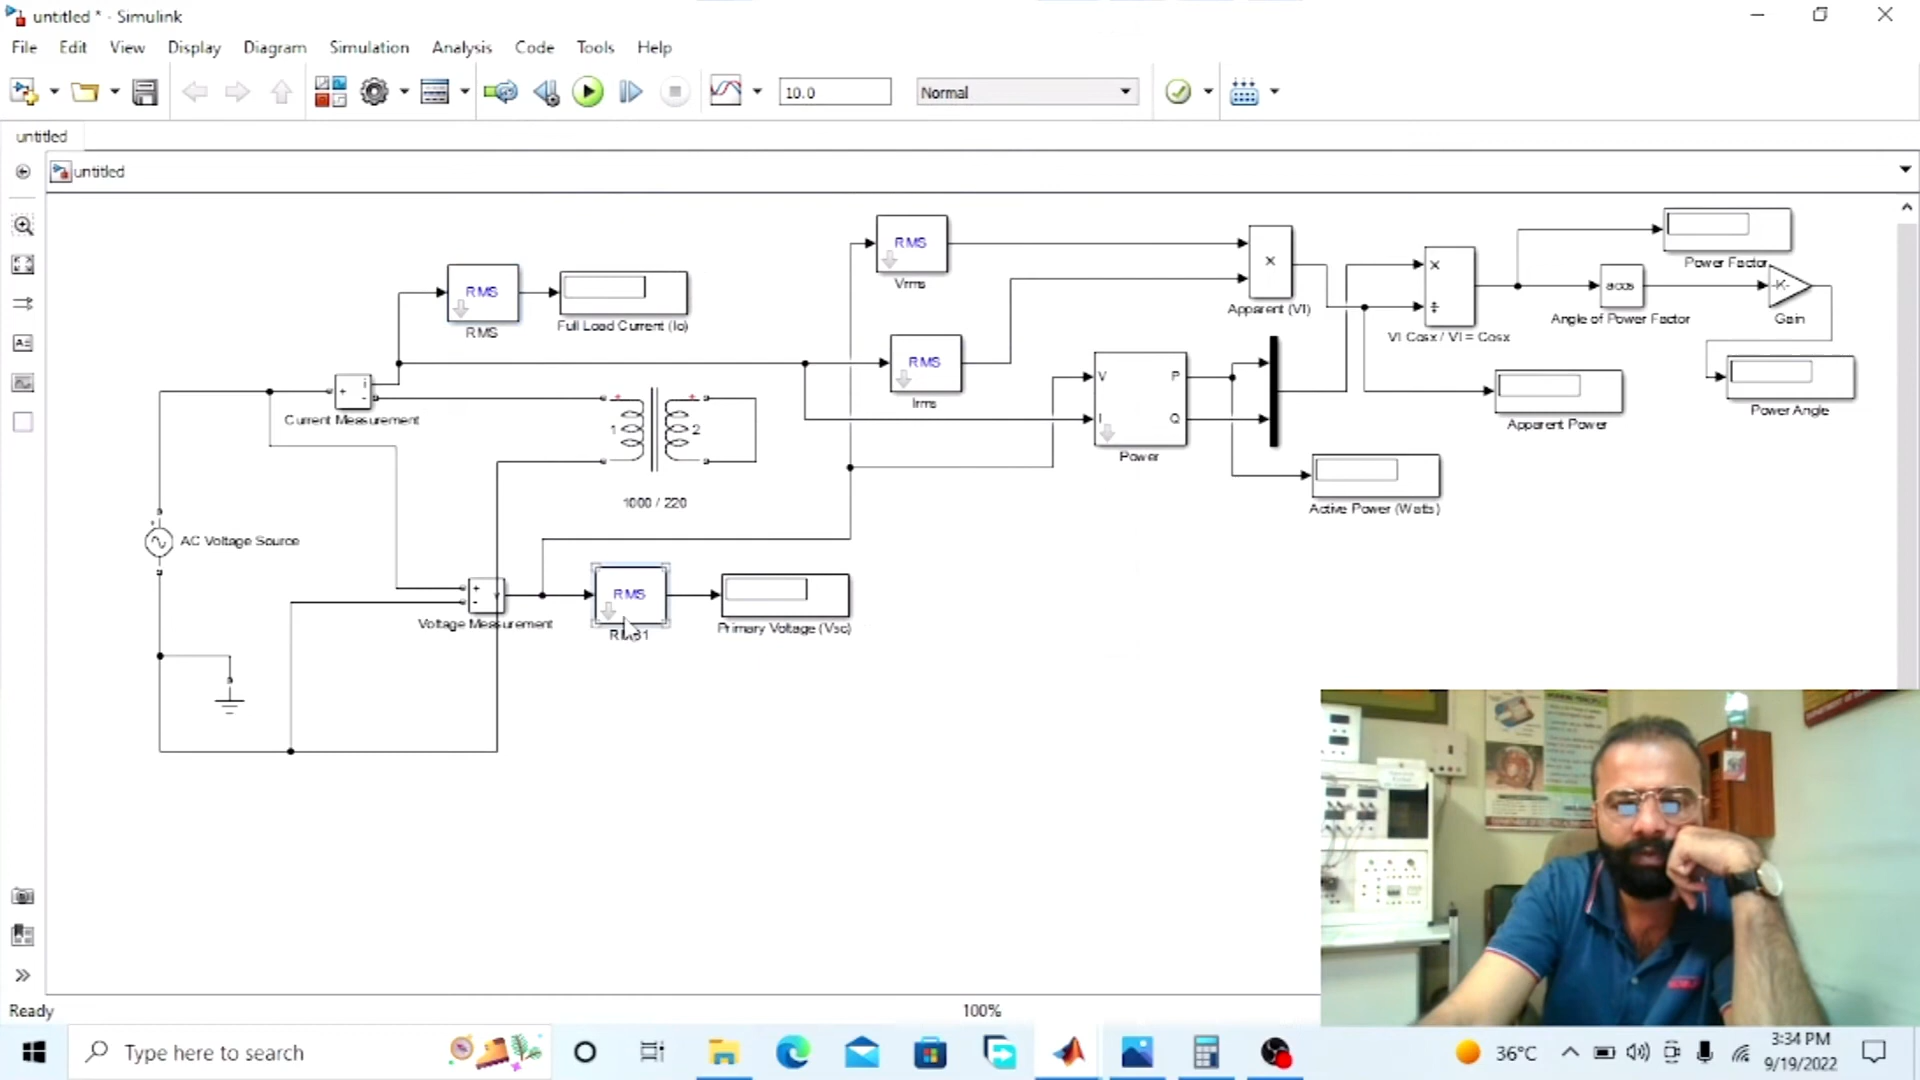 untitled * - Simulink
File Edit View Display Diagram Simulation Analysis Code Tools Help
10.0 Normal
untitled
untitled
RMS
RMS
Full Load Current (Io)
RMS
Vrms
RMS
Irms
×
Apparent (VI)
×
÷
VI Cosx / VI = Cosx
Power Factor
acos
Angle of Power Factor
-K-
Gain
Power Angle
Apparent Power
V P
I Q
Power
Active Power (Watts)
+ i
-
Current Measurement
+ +
1 2
1000 / 220
+
AC Voltage Source
+ v
-
Voltage Measurement
RMS
Primary Voltage (Vsc)
Ready 100%
Type here to search
36°C
3:34 PM
9/19/2022